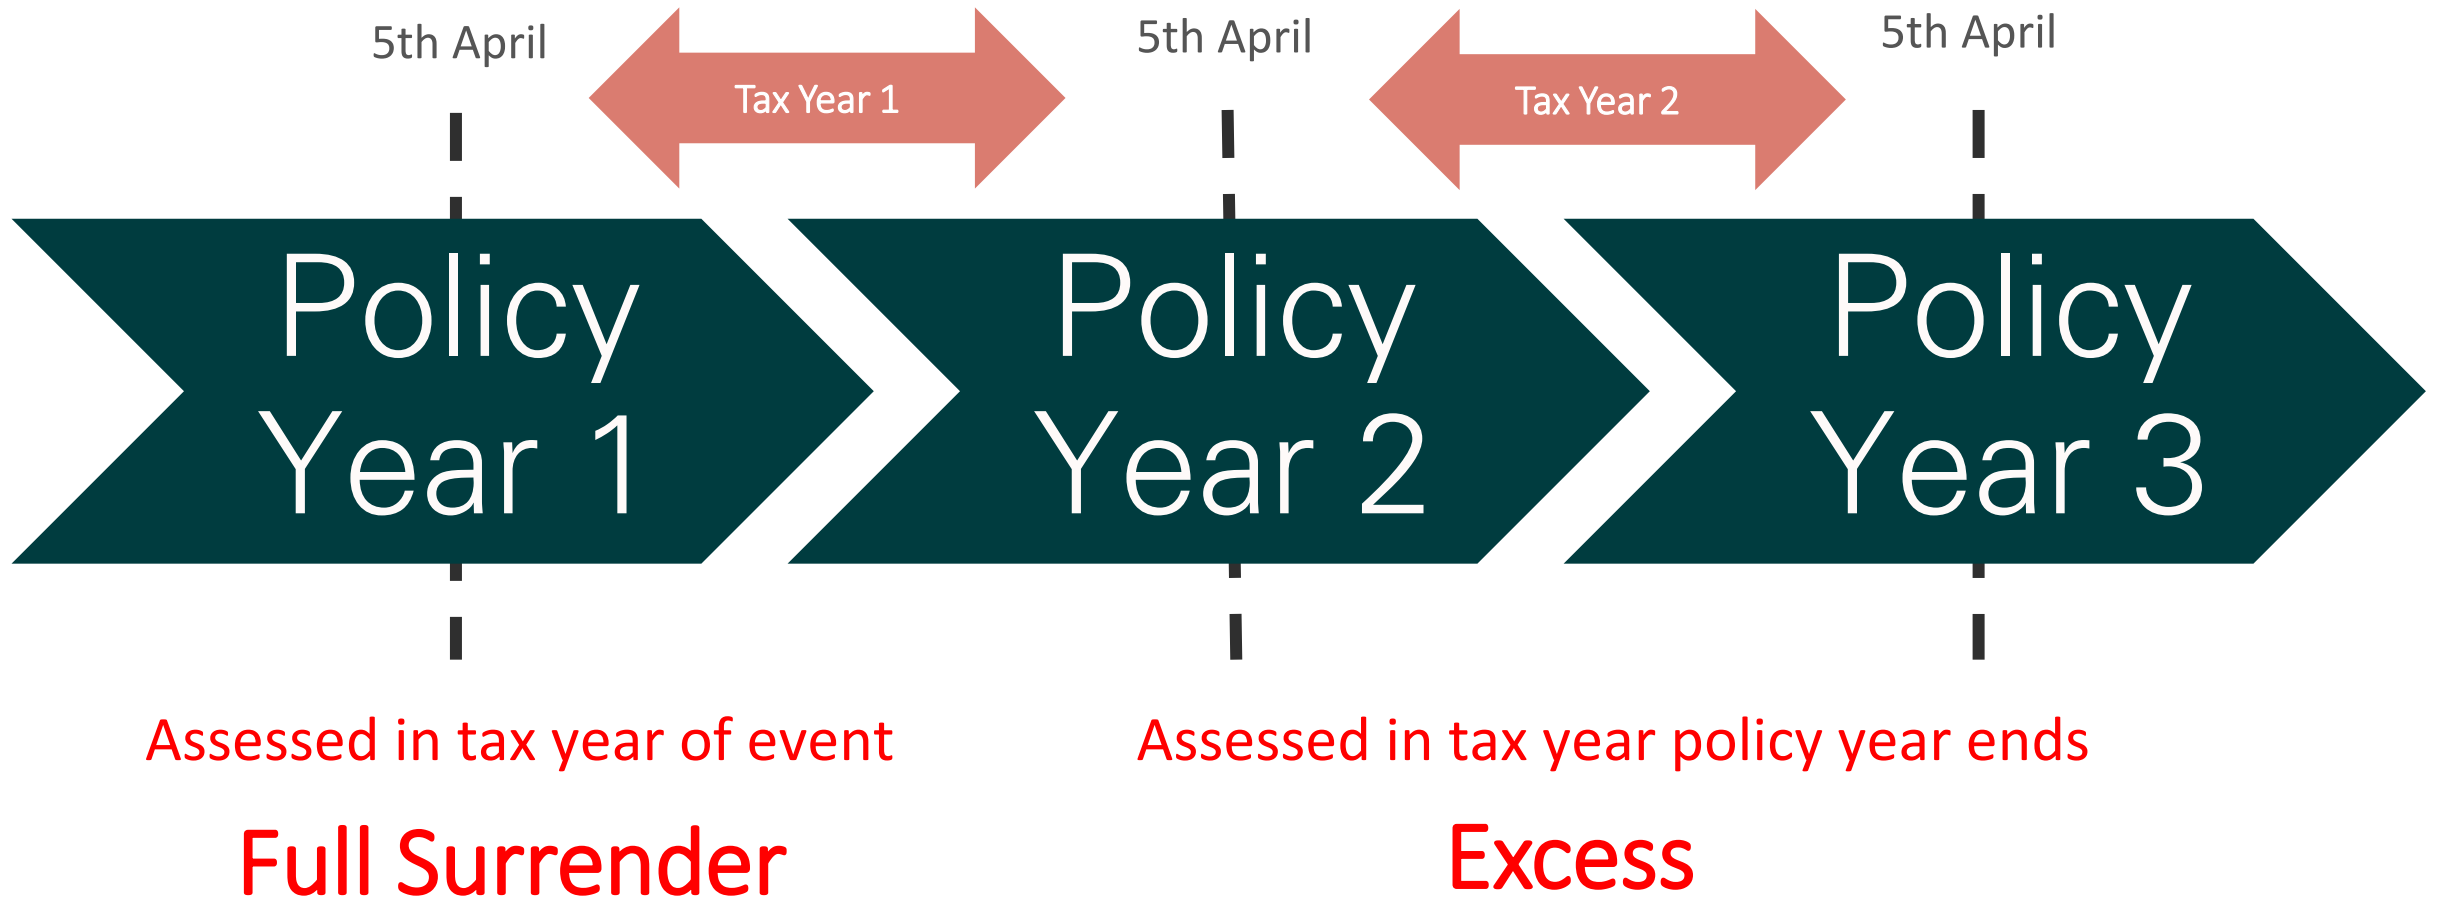 5th April
5th April
5th April
Tax Year 1
Tax Year 2
Policy
Year 1
Policy
Year 2
Policy
Year 3
Assessed in tax year of event
Assessed in tax year policy year ends
Full Surrender
Excess